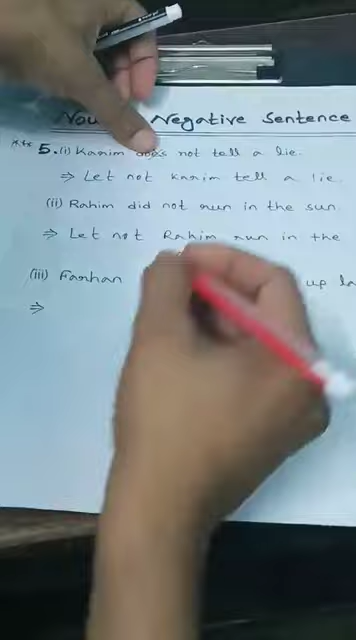 Negative Sentence
5. (i) Karim does not tell a lie.
⇒ Let not Karim tell a lie.
(ii) Rahim did not run in the sun.
⇒ Let not Rahim run in the
(iii) Farhan up
⇒